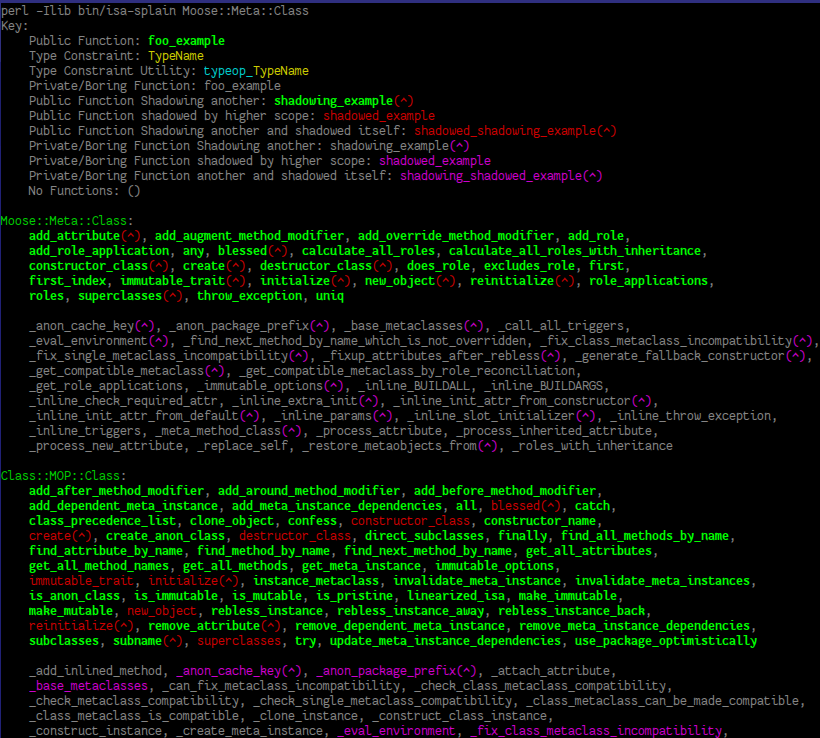 perl -Ilib bin/isa-splain Moose::Meta::Class
Key:
Public Function: foo_example
Type Constraint: TypeName
Type Constraint Utility: typeop_TypeName
Private/Boring Function: foo_example
Public Function Shadowing another: shadowing_example(^)
Public Function shadowed by higher scope: shadowed_example
Public Function Shadowing another and shadowed itself: shadowed_shadowing_example(^)
Private/Boring Function Shadowing another: shadowing_example(^)
Private/Boring Function shadowed by higher scope: shadowed_example
Private/Boring Function another and shadowed itself: shadowing_shadowed_example(^)
No Functions: ()
Moose::Meta::Class:
add_attribute(^), add_augment_method_modifier, add_override_method_modifier, add_role,
add_role_application, any, blessed(^), calculate_all_roles, calculate_all_roles_with_inheritance,
constructor_class(^), create(^), destructor_class(^), does_role, excludes_role, first,
first_index, immutable_trait(^), initialize(^), new_object(^), reinitialize(^), role_applications,
roles, superclasses(^), throw_exception, uniq
_anon_cache_key(^), _anon_package_prefix(^), _base_metaclasses(^), _call_all_triggers,
_eval_environment(^), _find_next_method_by_name_which_is_not_overridden, _fix_class_metaclass_incompatibility(^),
_fix_single_metaclass_incompatibility(^), _fixup_attributes_after_rebless(^), _generate_fallback_constructor(^),
_get_compatible_metaclass(^), _get_compatible_metaclass_by_role_reconciliation,
_get_role_applications, _immutable_options(^), _inline_BUILDALL, _inline_BUILDARGS,
_inline_check_required_attr, _inline_extra_init(^), _inline_init_attr_from_constructor(^),
_inline_init_attr_from_default(^), _inline_params(^), _inline_slot_initializer(^), _inline_throw_exception,
_inline_triggers, _meta_method_class(^), _process_attribute, _process_inherited_attribute,
_process_new_attribute, _replace_self, _restore_metaobjects_from(^), _roles_with_inheritance
Class::MOP::Class:
add_after_method_modifier, add_around_method_modifier, add_before_method_modifier,
add_dependent_meta_instance, add_meta_instance_dependencies, all, blessed(^), catch,
class_precedence_list, clone_object, confess, constructor_class, constructor_name,
create(^), create_anon_class, destructor_class, direct_subclasses, finally, find_all_methods_by_name,
find_attribute_by_name, find_method_by_name, find_next_method_by_name, get_all_attributes,
get_all_method_names, get_all_methods, get_meta_instance, immutable_options,
immutable_trait, initialize(^), instance_metaclass, invalidate_meta_instance, invalidate_meta_instances,
is_anon_class, is_immutable, is_mutable, is_pristine, linearized_isa, make_immutable,
make_mutable, new_object, rebless_instance, rebless_instance_away, rebless_instance_back,
reinitialize(^), remove_attribute(^), remove_dependent_meta_instance, remove_meta_instance_dependencies,
subclasses, subname(^), superclasses, try, update_meta_instance_dependencies, use_package_optimistically
_add_inlined_method, _anon_cache_key(^), _anon_package_prefix(^), _attach_attribute,
_base_metaclasses, _can_fix_metaclass_incompatibility, _check_class_metaclass_compatibility,
_check_metaclass_compatibility, _check_single_metaclass_compatibility, _class_metaclass_can_be_made_compatible,
_class_metaclass_is_compatible, _clone_instance, _construct_class_instance,
_construct_instance, _create_meta_instance, _eval_environment, _fix_class_metaclass_incompatibility,